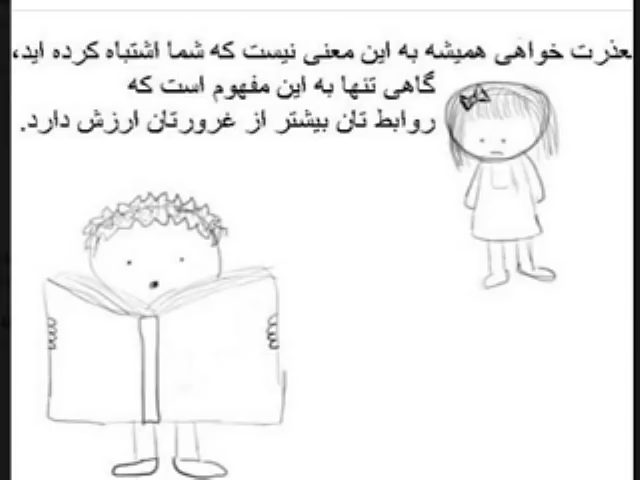 معذرت خواهی همیشه به این معنی نیست که شما اشتباه کرده اید،
گاهی تنها به این مفهوم است که
روابط تان بیشتر از غرورتان ارزش دارد.